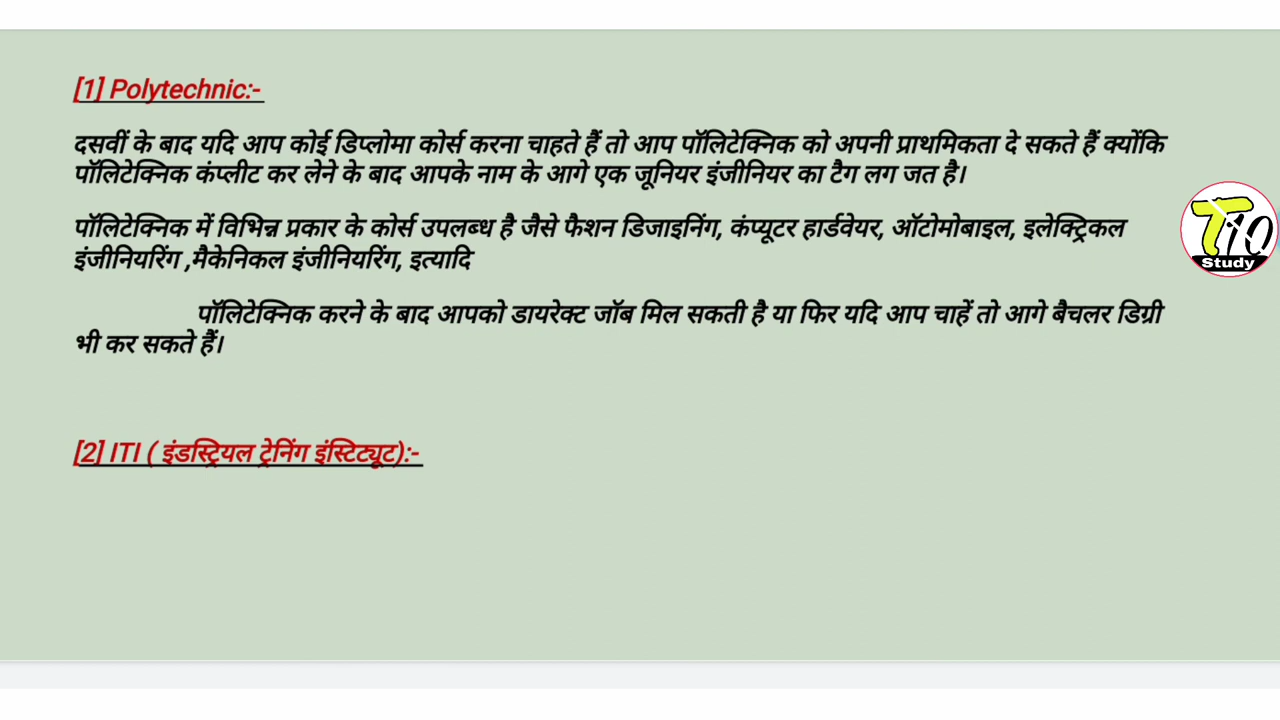 [1] Polytechnic:-
दसवीं के बाद यदि आप कोई डिप्लोमा कोर्स करना चाहते हैं तो आप पॉलिटेक्निक को अपनी प्राथमिकता दे सकते हैं क्योंकि
पॉलिटेक्निक कंप्लीट कर लेने के बाद आपके नाम के आगे एक जूनियर इंजीनियर का टैग लग जत है।
पॉलिटेक्निक में विभिन्न प्रकार के कोर्स उपलब्ध है जैसे फैशन डिजाइनिंग, कंप्यूटर हार्डवेयर, ऑटोमोबाइल, इलेक्ट्रिकल
इंजीनियरिंग ,मैकेनिकल इंजीनियरिंग, इत्यादि
पॉलिटेक्निक करने के बाद आपको डायरेक्ट जॉब मिल सकती है या फिर यदि आप चाहें तो आगे बैचलर डिग्री
भी कर सकते हैं।
[2] ITI ( इंडस्ट्रियल ट्रेनिंग इंस्टिट्यूट):-
T10
Study